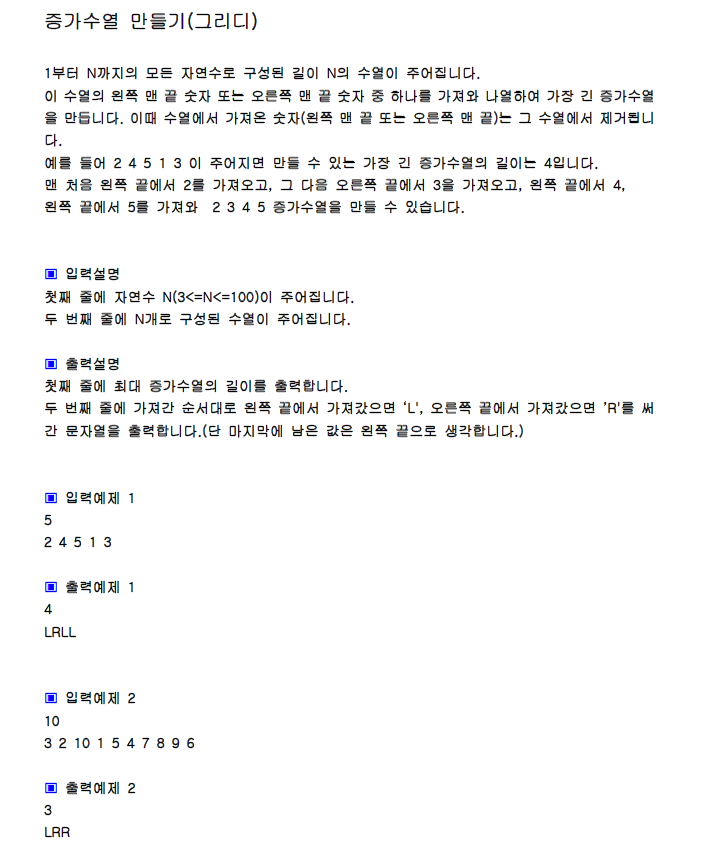 증가수열 만들기(그리디)
1부터 N까지의 모든 자연수로 구성된 길이 N의 수열이 주어집니다.
이 수열의 왼쪽 맨 끝 숫자 또는 오른쪽 맨 끝 숫자 중 하나를 가져와 나열하여 가장 긴 증가수열
을 만듭니다. 이때 수열에서 가져온 숫자(왼쪽 맨 끝 또는 오른쪽 맨 끝)는 그 수열에서 제거됩니
다.
예를 들어 2 4 5 1 3 이 주어지면 만들 수 있는 가장 긴 증가수열의 길이는 4입니다.
맨 처음 왼쪽 끝에서 2를 가져오고, 그 다음 오른쪽 끝에서 3을 가져오고, 왼쪽 끝에서 4,
왼쪽 끝에서 5를 가져와 2 3 4 5 증가수열을 만들 수 있습니다.
▣ 입력설명
첫째 줄에 자연수 N(3<=N<=100)이 주어집니다.
두 번째 줄에 N개로 구성된 수열이 주어집니다.
▣ 출력설명
첫째 줄에 최대 증가수열의 길이를 출력합니다.
두 번째 줄에 가져간 순서대로 왼쪽 끝에서 가져갔으면 ‘L', 오른쪽 끝에서 가져갔으면 ’R'를 써
간 문자열을 출력합니다.(단 마지막에 남은 값은 왼쪽 끝으로 생각합니다.)
▣ 입력예제 1
5
2 4 5 1 3
▣ 출력예제 1
4
LRLL
▣ 입력예제 2
10
3 2 10 1 5 4 7 8 9 6
▣ 출력예제 2
3
LRR